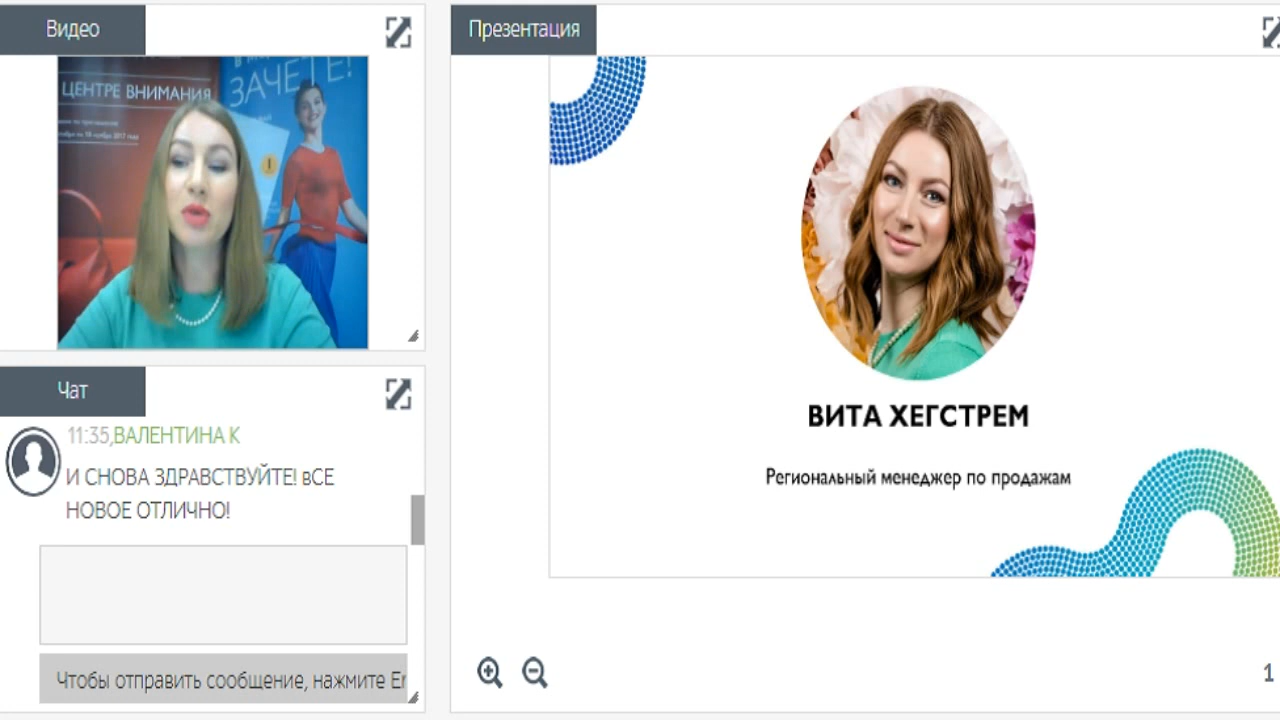 Видео
В
ЗАЧЕТЕ!
ЦЕНТРЕ ВНИМАНИЯ
Презентация
ВИТА ХЕГСТРЕМ
Региональный менеджер по продажам
Чат
11:35,ВАЛЕНТИНА К
И СНОВА ЗДРАВСТВУЙТЕ! вСЕ
НОВОЕ ОТЛИЧНО!
Чтобы отправить сообщение, нажмите En
1